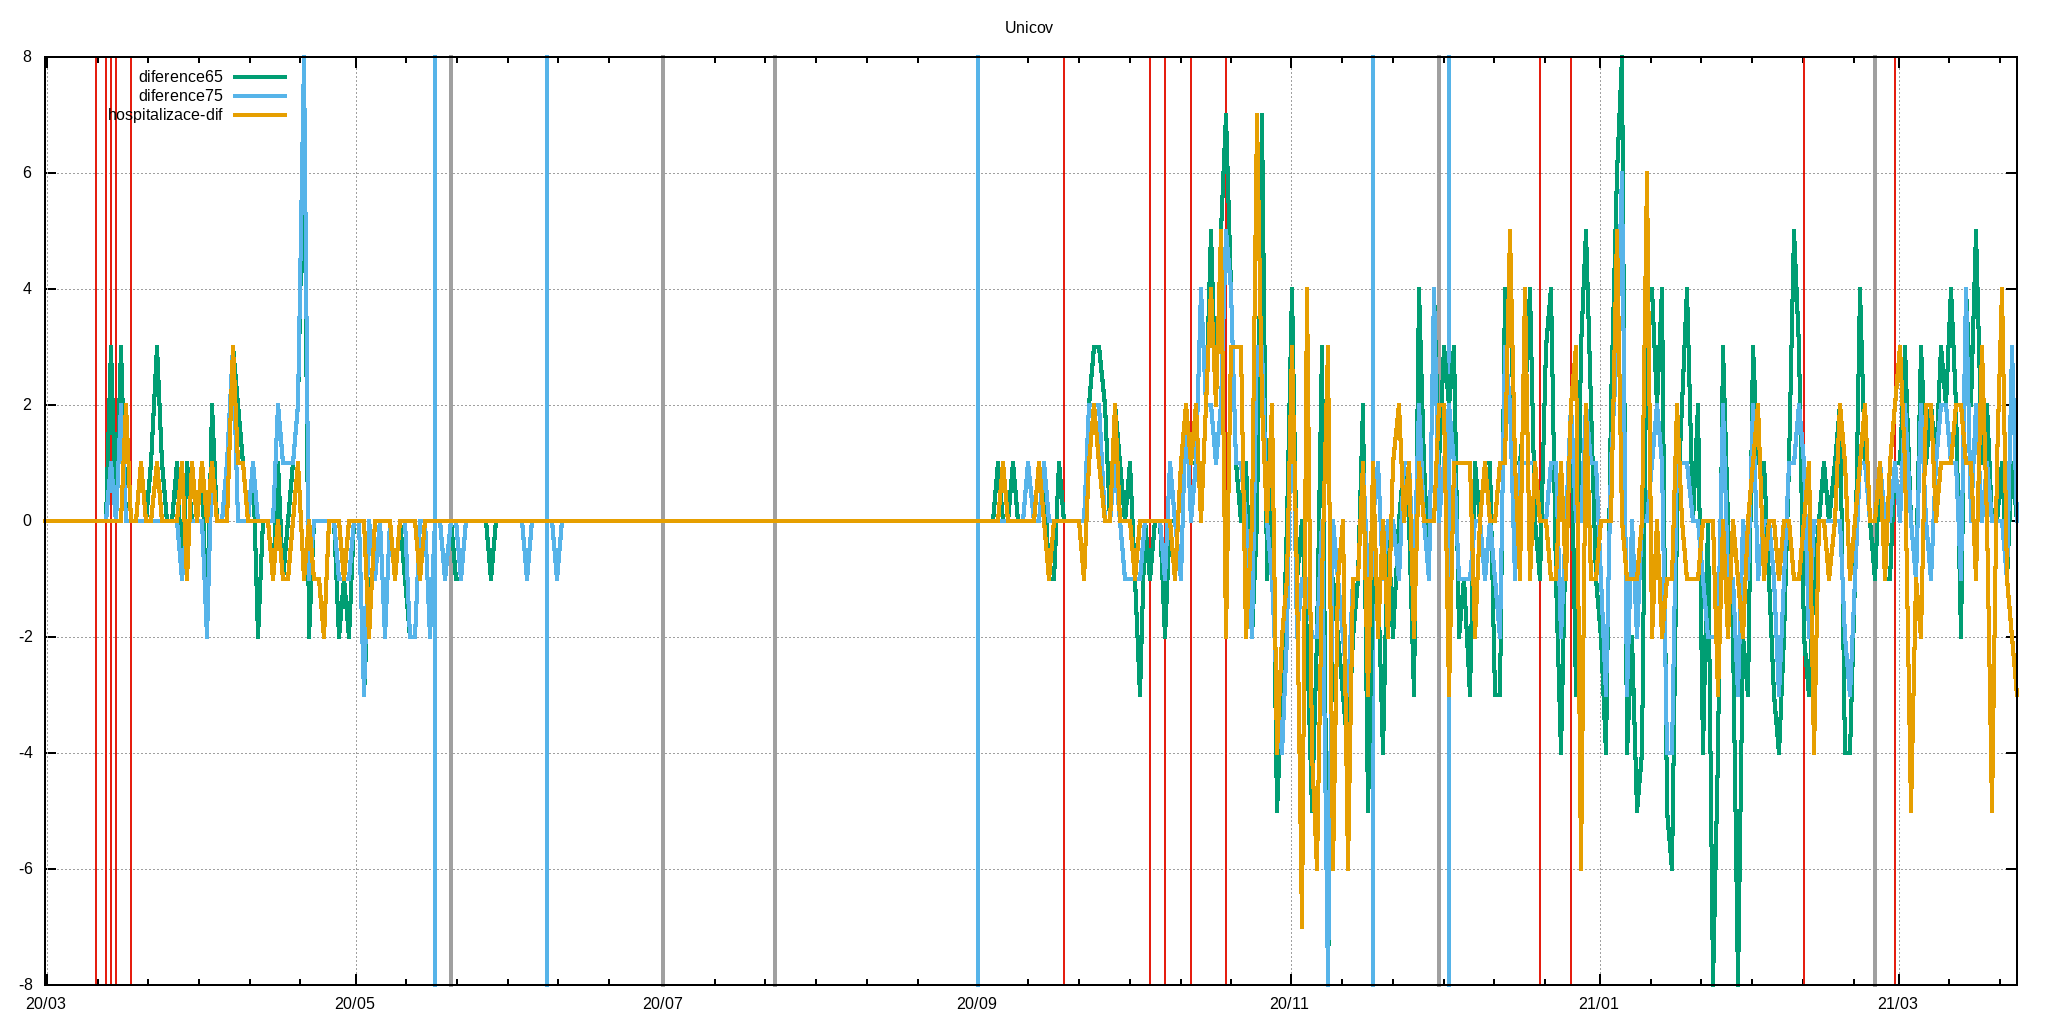 Unicov
8
diference65
diference75
hospitalizace-dif
6
4
2
0
-2
-4
-6
-8
20/03 20/05 20/07 20/09 20/11 21/01 21/03